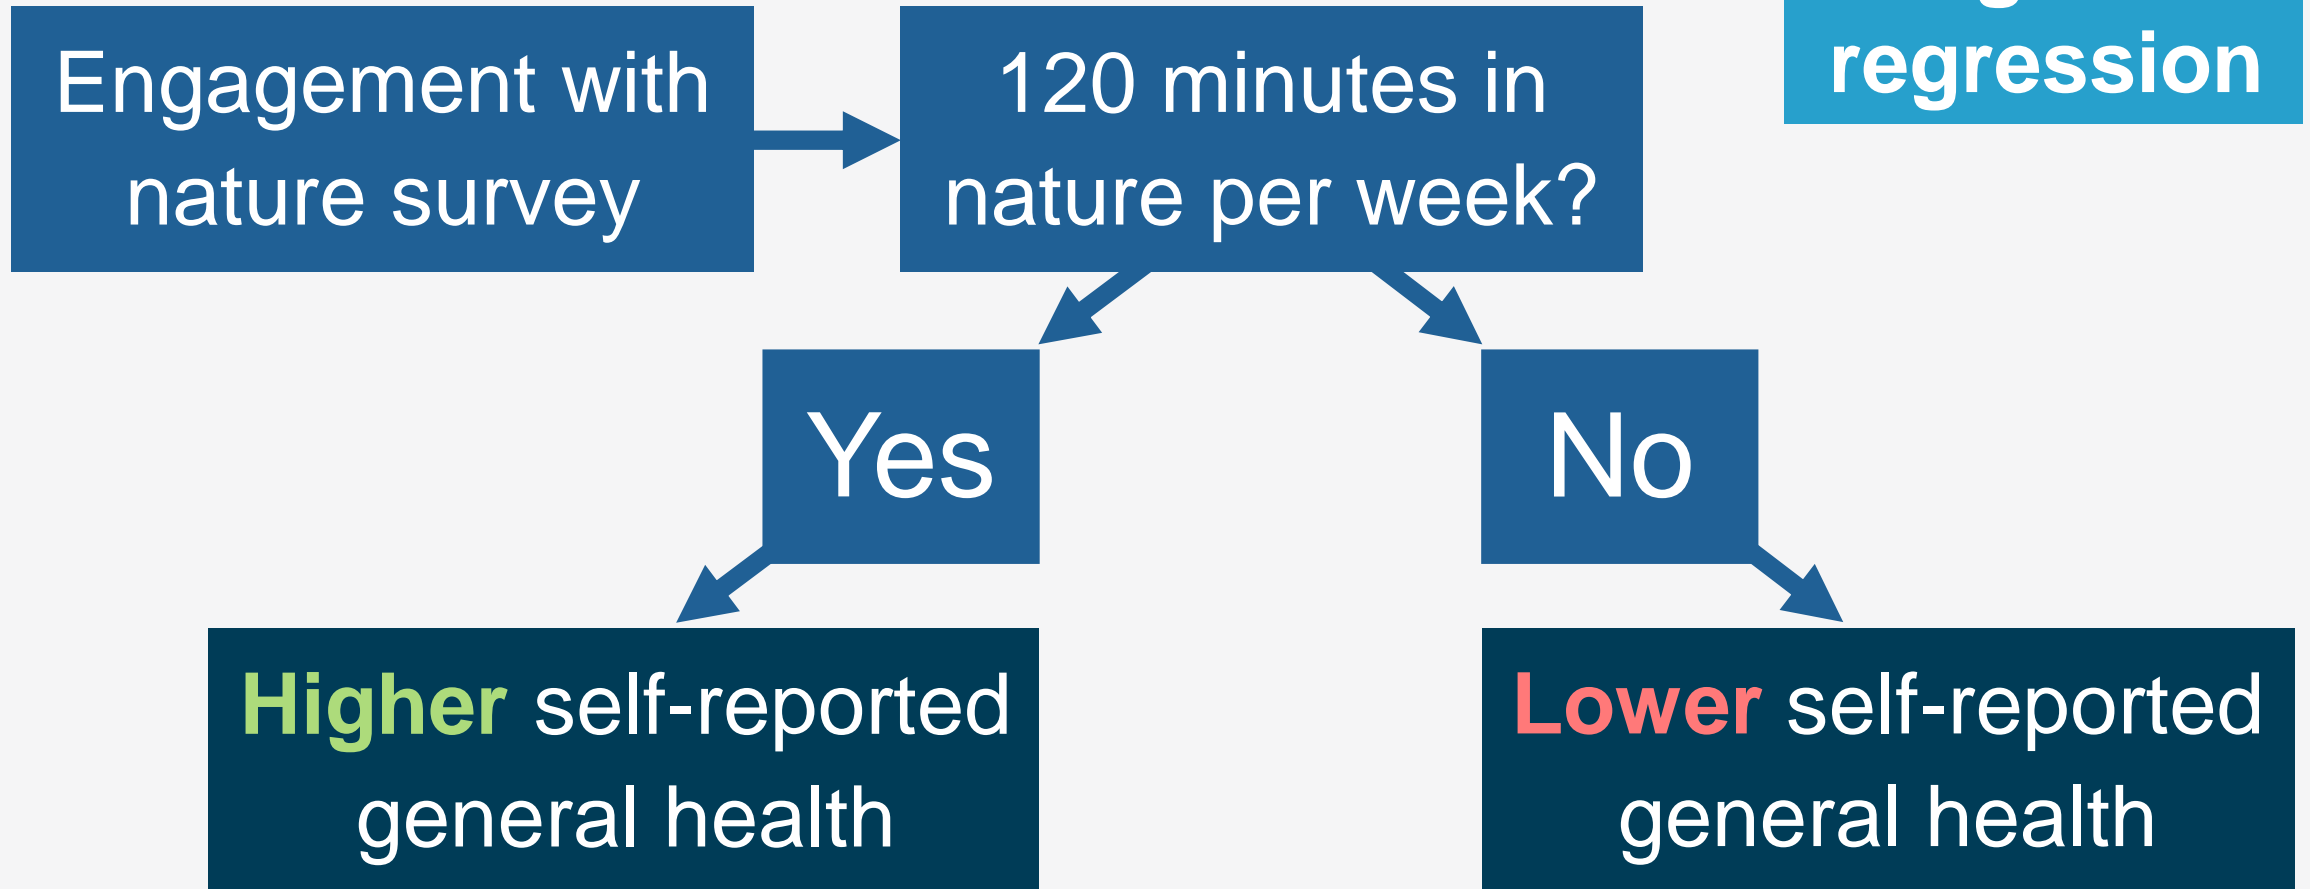 Engagement with
nature survey
120 minutes in
nature per week?
regression
Yes
No
Higher self-reported
general health
Lower self-reported
general health